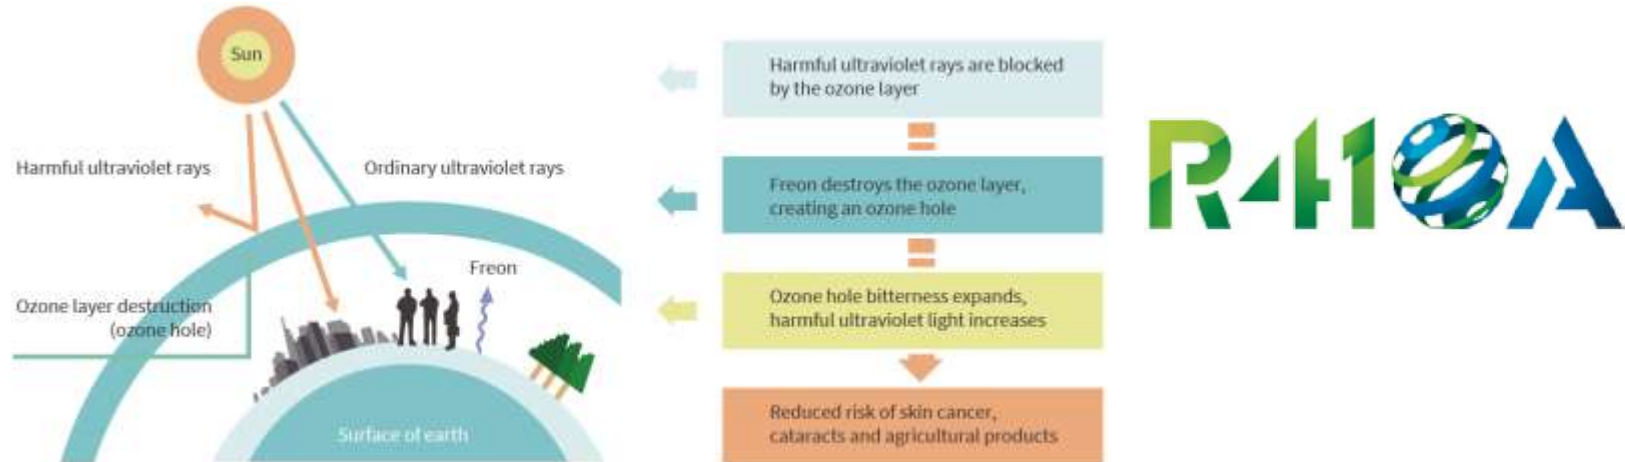 Sun
Harmful ultraviolet rays
Ordinary ultraviolet rays
Freon
Ozone layer destruction
(ozone hole)
Surface of earth
Harmful ultraviolet rays are blocked
by the ozone layer
Freon destroys the ozone layer,
creating an ozone hole
Ozone hole bitterness expands,
harmful ultraviolet light increases
Reduced risk of skin cancer,
cataracts and agricultural products
R410A